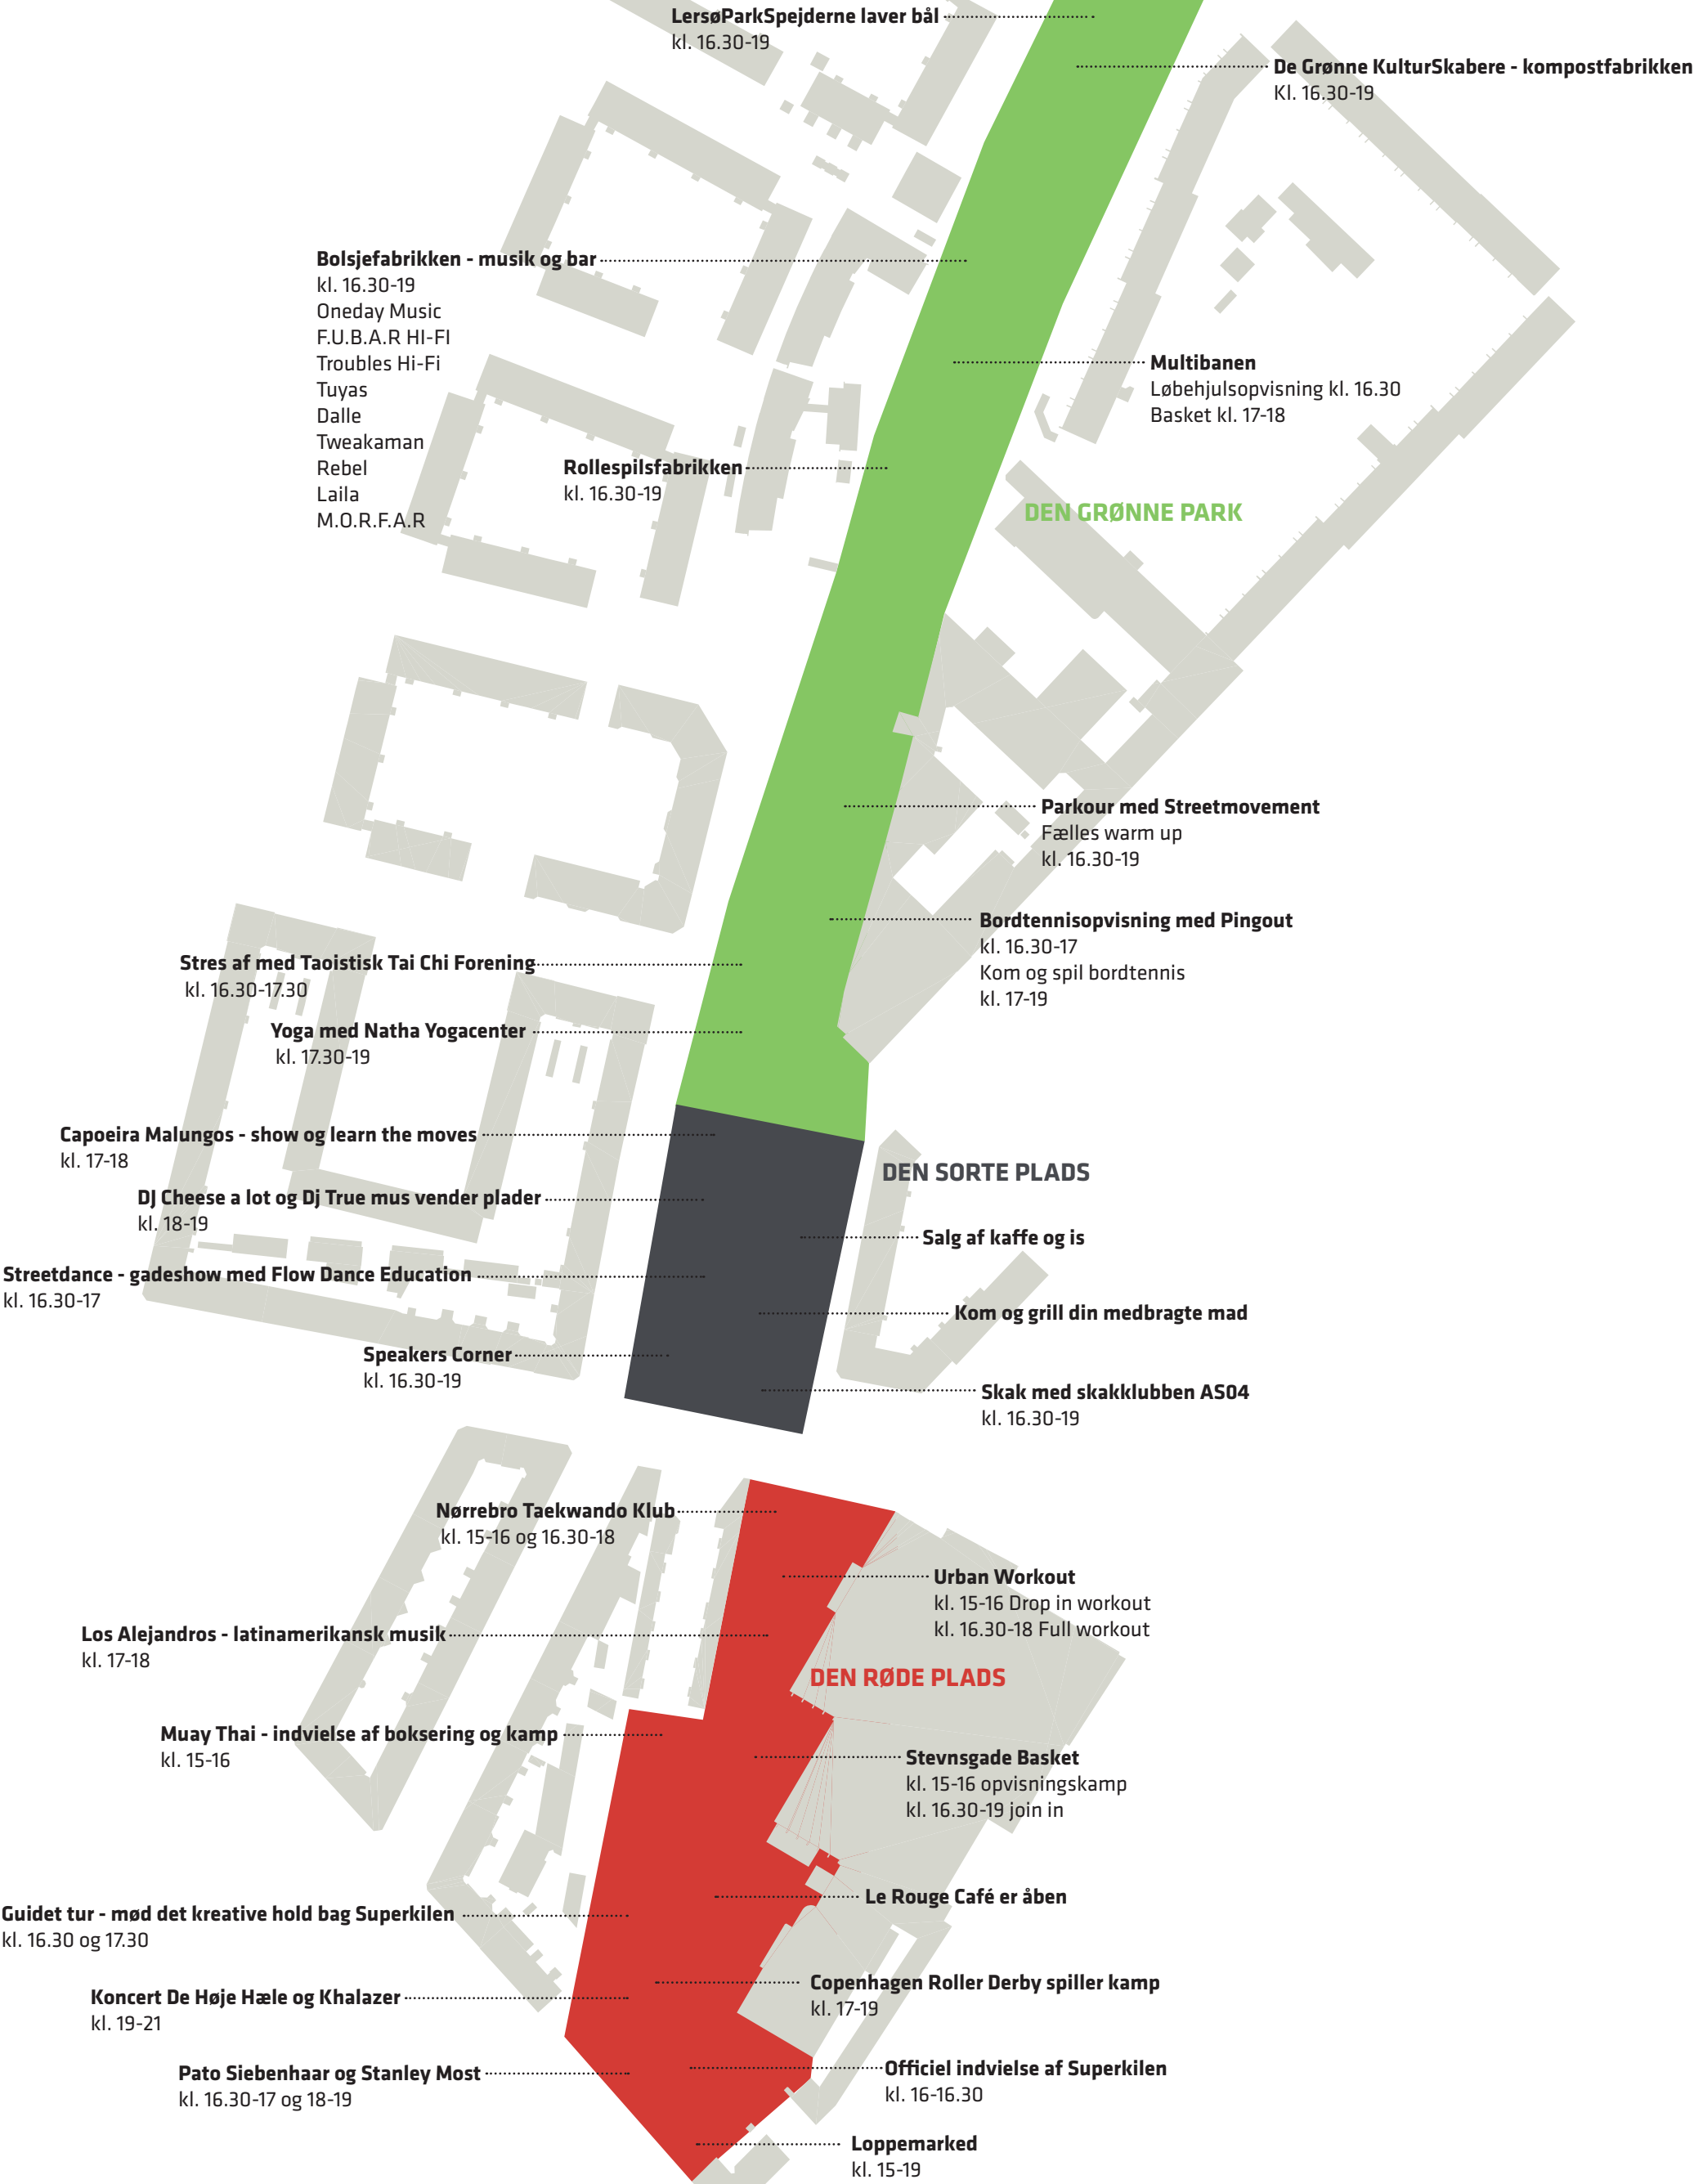 LersøParkSpejderne laver bål
kl. 16.30-19
De Grønne KulturSkabere - kompostfabrikken
Kl. 16.30-19
Bolsjefabrikken - musik og bar
kl. 16.30-19
Oneday Music
F.U.B.A.R HI-FI
Troubles Hi-Fi
Tuyas
Dalle
Tweakaman
Rebel
Laila
M.O.R.F.A.R
Multibanen
Løbehjulsopvisning kl. 16.30
Basket kl. 17-18
Rollespilsfabrikken
kl. 16.30-19
DEN GRØNNE PARK
Parkour med Streetmovement
Fælles warm up
kl. 16.30-19
Bordtennisopvisning med Pingout
kl. 16.30-17
Kom og spil bordtennis
kl. 17-19
Stres af med Taoistisk Tai Chi Forening
kl. 16.30-17.30
Yoga med Natha Yogacenter
kl. 17.30-19
Capoeira Malungos - show og learn the moves
kl. 17-18
DEN SORTE PLADS
DJ Cheese a lot og Dj True mus vender plader
kl. 18-19
Salg af kaffe og is
Streetdance - gadeshow med Flow Dance Education
kl. 16.30-17
Kom og grill din medbragte mad
Speakers Corner
kl. 16.30-19
Skak med skakklubben AS04
kl. 16.30-19
Nørrebro Taekwando Klub
kl. 15-16 og 16.30-18
Urban Workout
kl. 15-16 Drop in workout
kl. 16.30-18 Full workout
Los Alejandros - latinamerikansk musik
kl. 17-18
DEN RØDE PLADS
Muay Thai - indvielse af boksering og kamp
kl. 15-16
Stevnsgade Basket
kl. 15-16 opvisningskamp
kl. 16.30-19 join in
Le Rouge Café er åben
Guidet tur - mød det kreative hold bag Superkilen
kl. 16.30 og 17.30
Copenhagen Roller Derby spiller kamp
kl. 17-19
Koncert De Høje Hæle og Khalazer
kl. 19-21
Officiel indvielse af Superkilen
kl. 16-16.30
Pato Siebenhaar og Stanley Most
kl. 16.30-17 og 18-19
Loppemarked
kl. 15-19